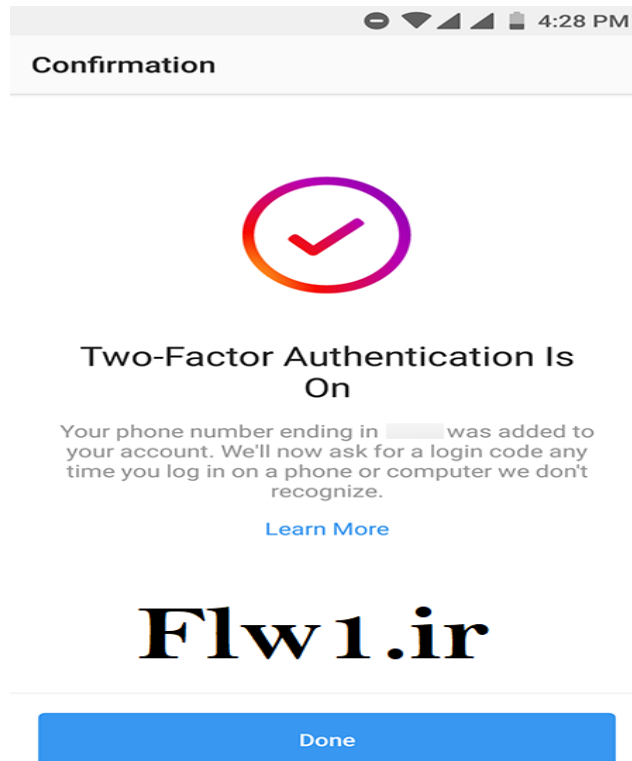 4:28 PM
Confirmation
Two-Factor Authentication Is
On
Your phone number ending in was added to
your account. We'll now ask for a login code any
time you log in on a phone or computer we don't
recognize.
Learn More
Flw1.ir
Done